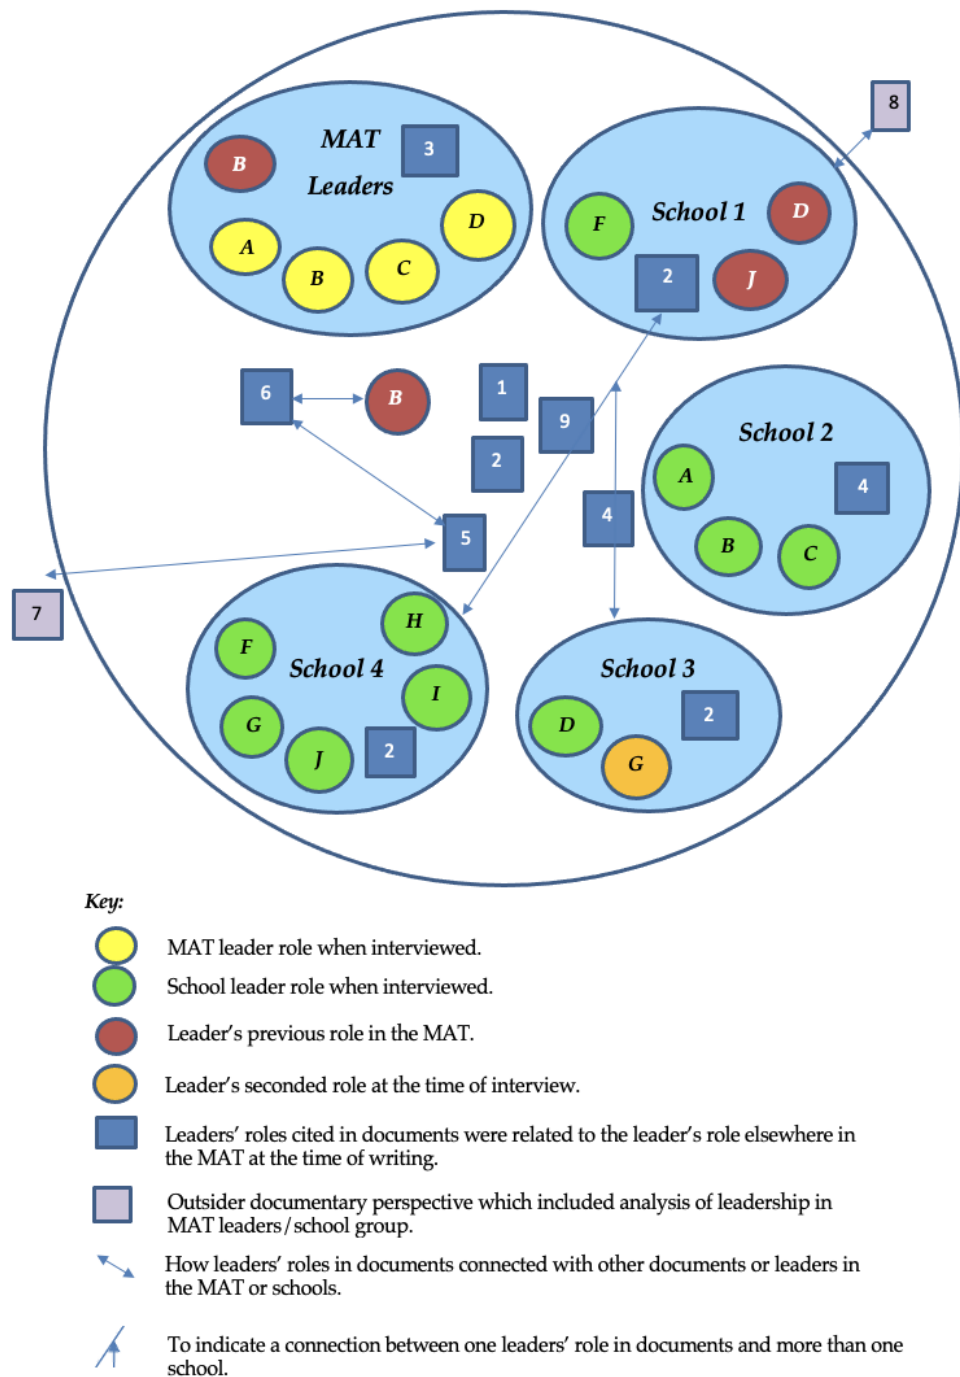 8
MAT
3
B
Leaders
D
A
B
C
School 1
F
D
2
J
6
B
1
9
2
School 2
A
4
B
C
4
5
7
H
F
School 4
I
G
J
2
School 3
D
2
G
Key:
MAT leader role when interviewed.
School leader role when interviewed.
Leader's previous role in the MAT.
Leader's seconded role at the time of interview.
Leaders' roles cited in documents were related to the leader's role elsewhere in
the MAT at the time of writing.
Outsider documentary perspective which included analysis of leadership in
MAT leaders/school group.
How leaders' roles in documents connected with other documents or leaders in
the MAT or schools.
To indicate a connection between one leaders' role in documents and more than one
school.